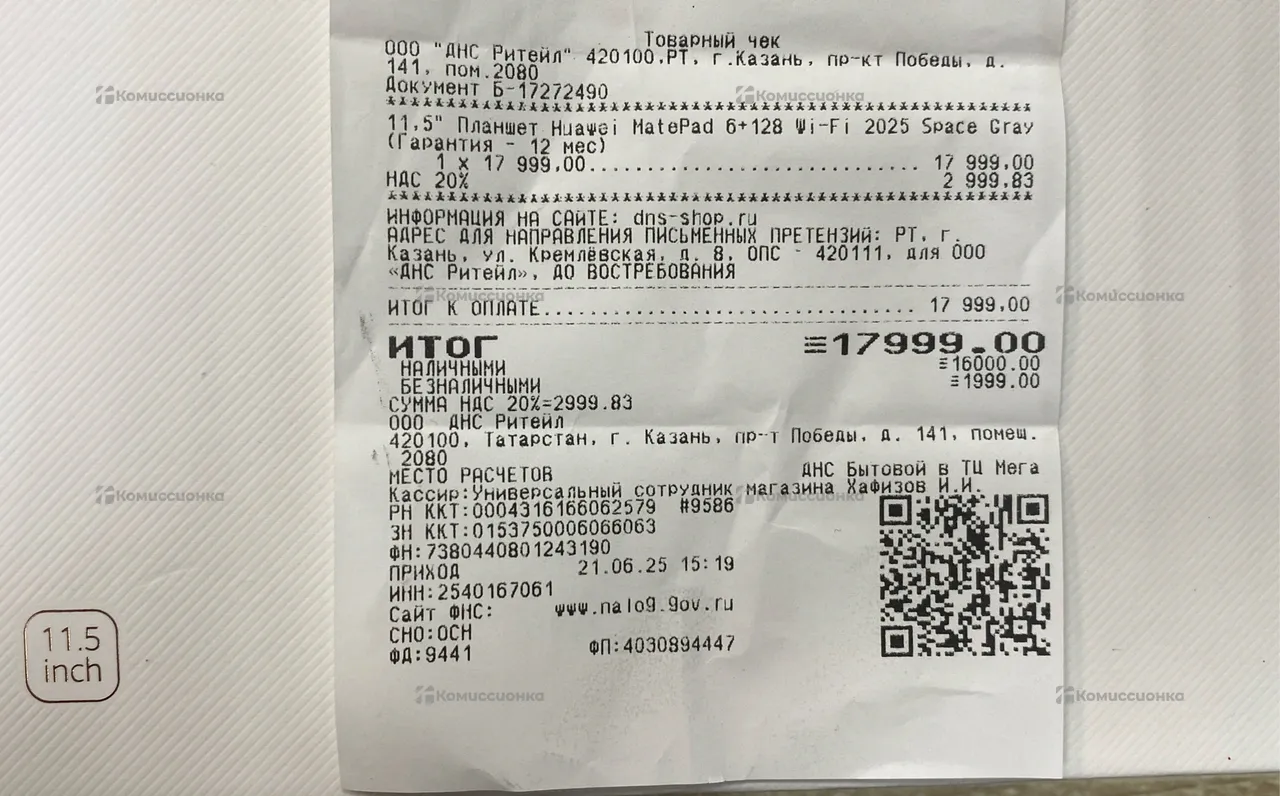 Товарный чек
ООО "ДНС Ритейл" 420100,РТ, г.Казань, пр-кт Победы, д.
141, пом.2080
Документ Б-17272490
************************************************************
11,5" Планшет Huawei MatePad 6+128 Wi-Fi 2025 Space Gray
(Гарантия - 12 мес)
1 x 17 999,00............................. 17 999,00
НДС 20% 2 999,83
************************************************************
ИНФОРМАЦИЯ НА САЙТЕ: dns-shop.ru
АДРЕС ДЛЯ НАПРАВЛЕНИЯ ПИСЬМЕННЫХ ПРЕТЕНЗИЙ: РТ, г.
Казань, ул. Кремлёвская, д. 8, ОПС - 420111, для ООО
«ДНС Ритейл», ДО ВОСТРЕБОВАНИЯ
ИТОГ К ОПЛАТЕ................................ 17 999,00
ИТОГ ≡17999.00
НАЛИЧНЫМИ ≡16000.00
БЕЗНАЛИЧНЫМИ ≡1999.00
СУММА НДС 20%=2999.83
ООО ДНС Ритейл
420100, Татарстан, г. Казань, пр-т Победы, д. 141, помещ.
2080
МЕСТО РАСЧЕТОВ ДНС Бытовой в ТЦ Мега
Кассир:Универсальный сотрудник магазина Хафизов И.И.
РН ККТ:0004316166062579 #9586
ЗН ККТ:0153750006066063
ФН:7380440801243190
ПРИХОД 21.06.25 15:19
ИНН:2540167061
Сайт ФНС: www.nalog.gov.ru
СНО:ОСН
ФД:9441 ФП:4030894447
11.5
inch
Комиссионка
Комиссионка
Комиссионка
Комиссионка
Комиссионка
Комиссионка
Комиссионка
Комиссионка